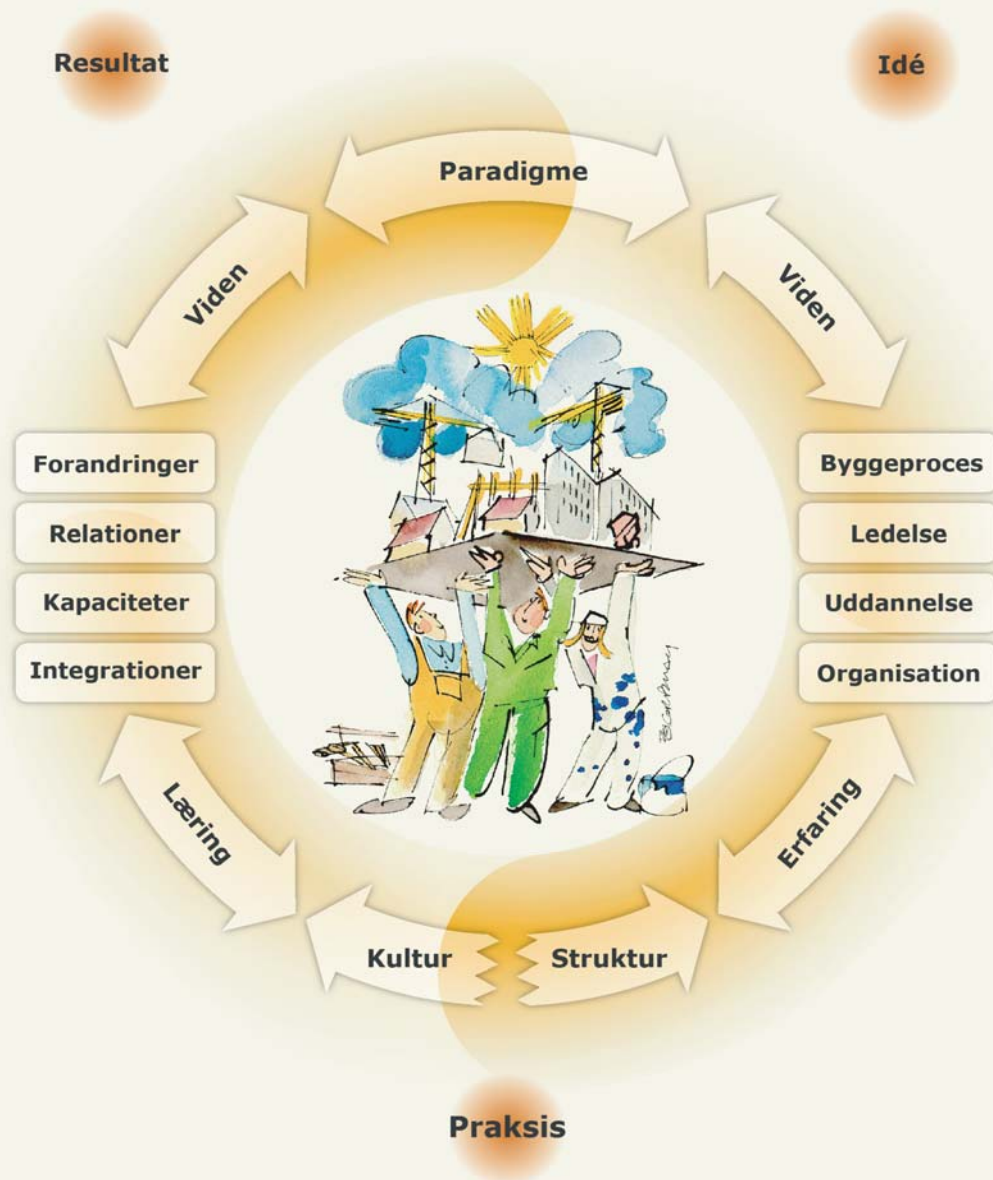 Resultat
Idé
Paradigme
Viden
Viden
Forandringer
Relationer
Kapaciteter
Integrationer
Byggeproces
Ledelse
Uddannelse
Organisation
Læring
Erfaring
Kultur
Struktur
Praksis